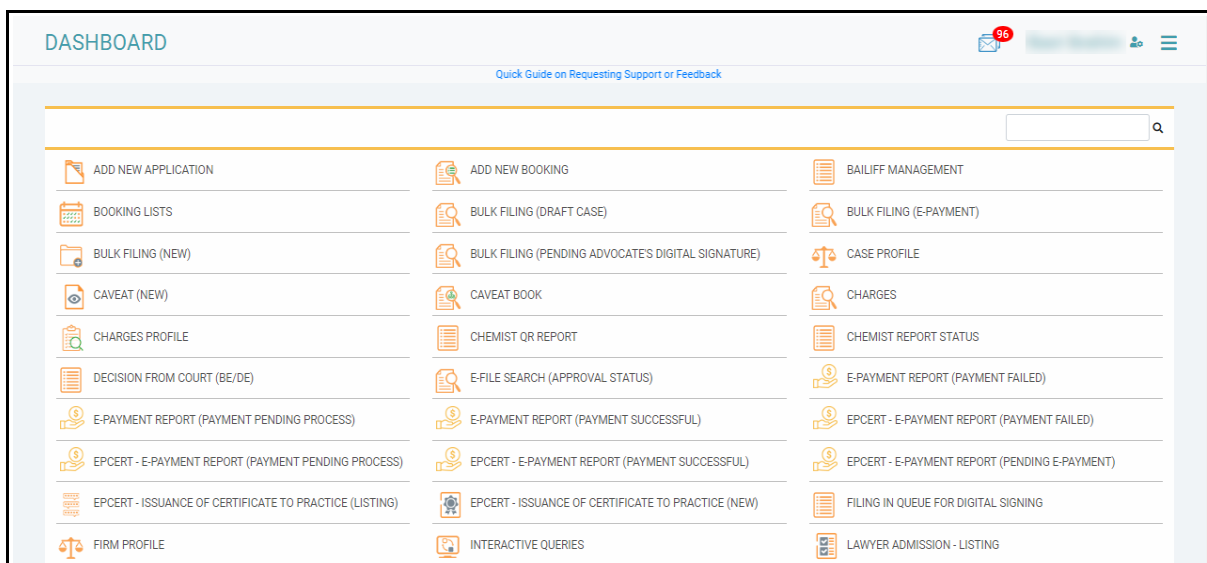 DASHBOARD
96
Quick Guide on Requesting Support or Feedback
ADD NEW APPLICATION
ADD NEW BOOKING
BAILIFF MANAGEMENT
BOOKING LISTS
BULK FILING (DRAFT CASE)
BULK FILING (E-PAYMENT)
BULK FILING (NEW)
BULK FILING (PENDING ADVOCATE'S DIGITAL SIGNATURE)
CASE PROFILE
CAVEAT (NEW)
CAVEAT BOOK
CHARGES
CHARGES PROFILE
CHEMIST QR REPORT
CHEMIST REPORT STATUS
DECISION FROM COURT (BE/DE)
E-FILE SEARCH (APPROVAL STATUS)
E-PAYMENT REPORT (PAYMENT FAILED)
E-PAYMENT REPORT (PAYMENT PENDING PROCESS)
E-PAYMENT REPORT (PAYMENT SUCCESSFUL)
EPCERT - E-PAYMENT REPORT (PAYMENT FAILED)
EPCERT - E-PAYMENT REPORT (PAYMENT PENDING PROCESS)
EPCERT - E-PAYMENT REPORT (PAYMENT SUCCESSFUL)
EPCERT - E-PAYMENT REPORT (PENDING E-PAYMENT)
EPCERT - ISSUANCE OF CERTIFICATE TO PRACTICE (LISTING)
EPCERT - ISSUANCE OF CERTIFICATE TO PRACTICE (NEW)
FILING IN QUEUE FOR DIGITAL SIGNING
FIRM PROFILE
INTERACTIVE QUERIES
LAWYER ADMISSION - LISTING